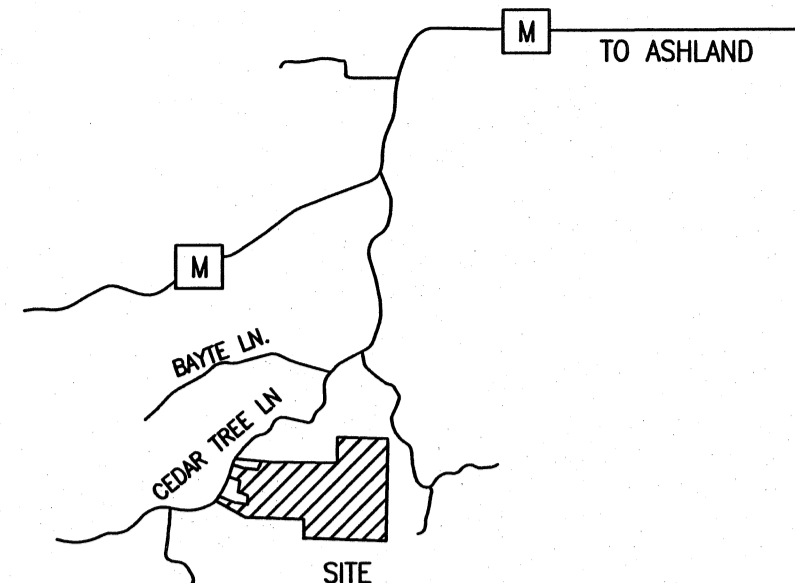 M
TO ASHLAND
M
BAYTE LN.
CEDAR TREE LN
SITE